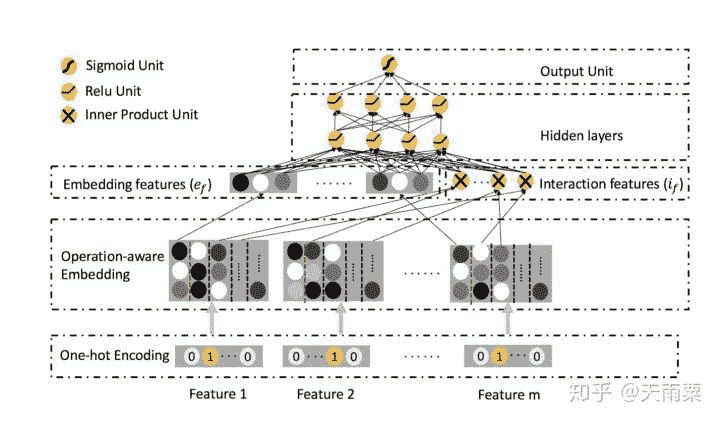 Sigmoid Unit
Relu Unit
Inner Product Unit
Output Unit
Hidden layers
Embedding features (e_f)
......
Interaction features (i_f)
Operation-aware
Embedding
......
One-hot Encoding
0 1 ... 0
0 ... 1 0
......
0 1 ... 0
Feature 1
Feature 2
Feature m
知乎 @天雨粟